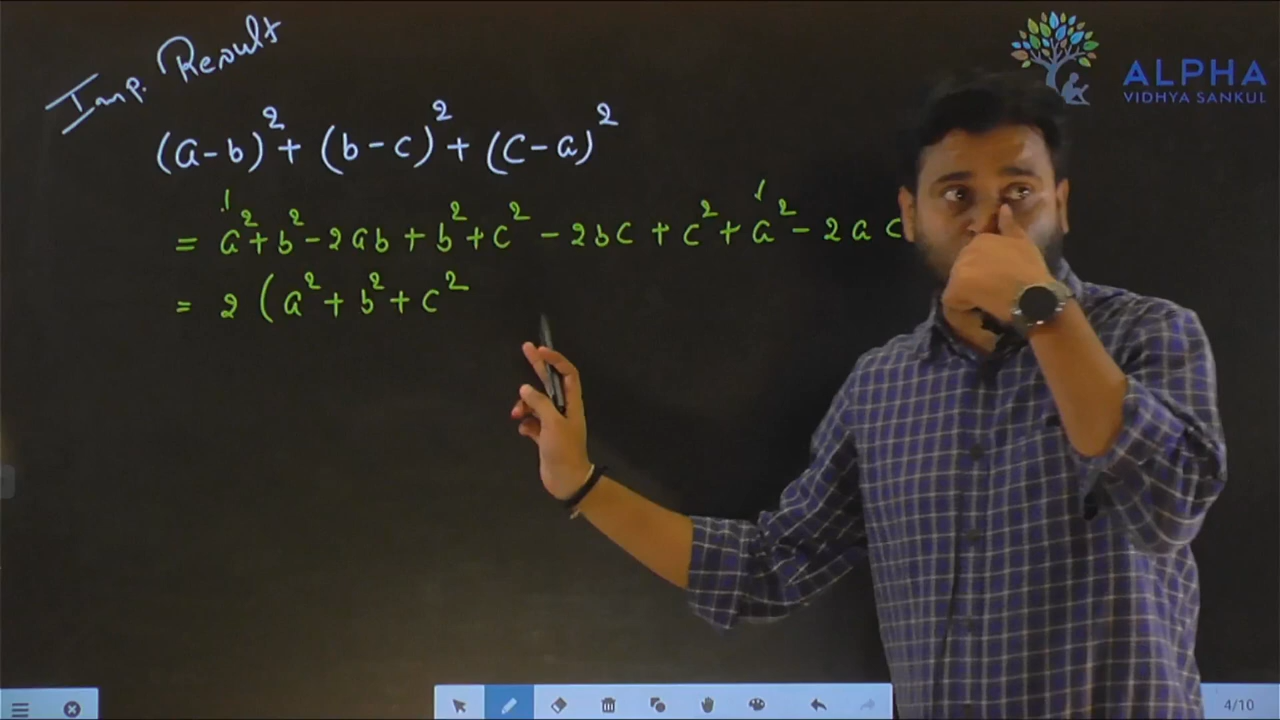 Imp. Result
ALPHA
VIDHYA SANKUL
(a-b)² + (b-c)² + (c-a)²
= a² + b² - 2ab + b² + c² - 2bc + c² + a² - 2ac
= 2 (a² + b² + c²
4/10